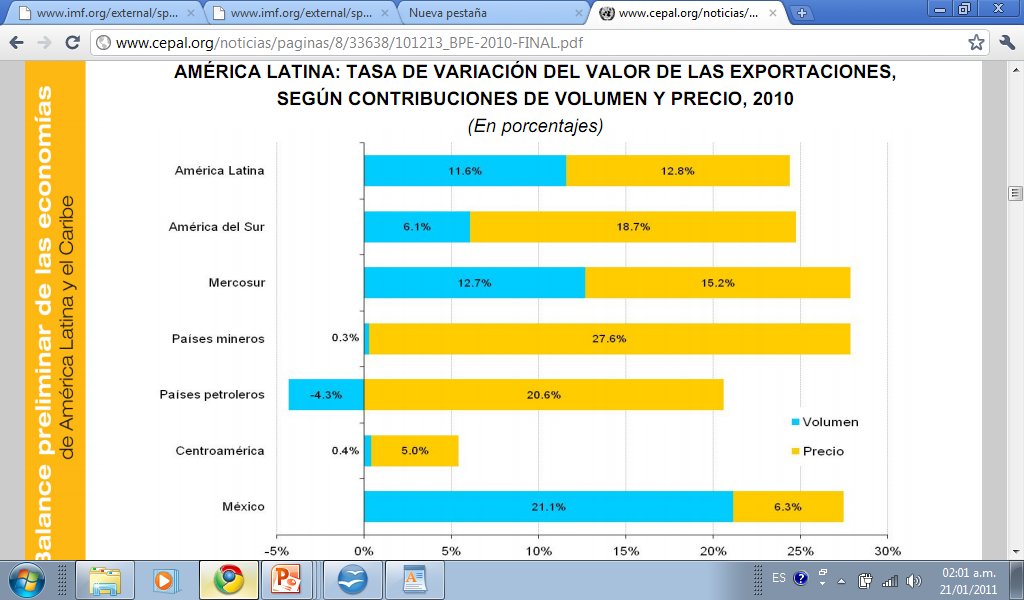 www.imf.org/external/sp...
www.imf.org/external/sp...
Nueva pestaña
www.cepal.org/noticias/...
www.cepal.org/noticias/paginas/8/33638/101213_BPE-2010-FINAL.pdf
Balance preliminar de las economías
de América Latina y el Caribe
AMÉRICA LATINA: TASA DE VARIACIÓN DEL VALOR DE LAS EXPORTACIONES,
SEGÚN CONTRIBUCIONES DE VOLUMEN Y PRECIO, 2010
(En porcentajes)
América Latina 11.6% 12.8%
América del Sur 6.1% 18.7%
Mercosur 12.7% 15.2%
Países mineros 0.3% 27.6%
Países petroleros -4.3% 20.6%
Volumen
Centroamérica 0.4% 5.0% Precio
México 21.1% 6.3%
-5% 0% 5% 10% 15% 20% 25% 30%
ES 02:01 a.m.
21/01/2011